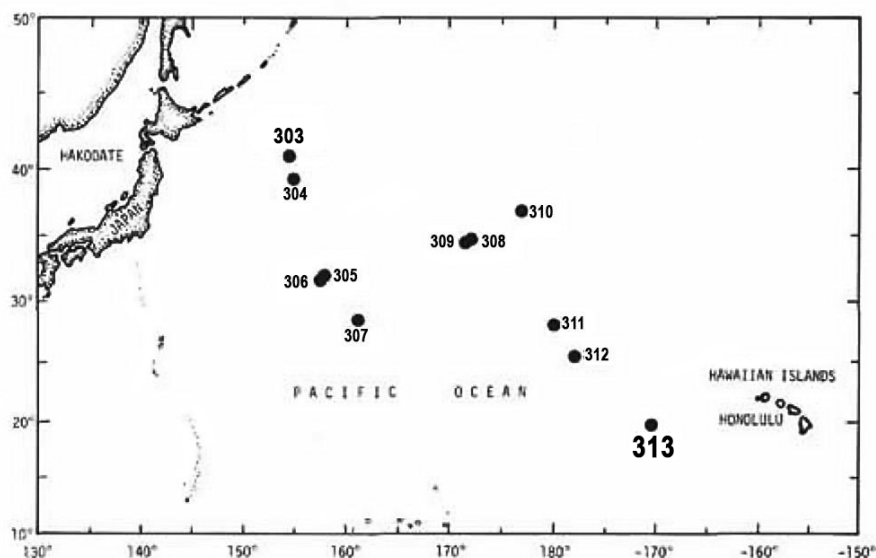 50°
303
HAKODATE
40°
304
310
JAPAN
309 308
306 305
30°
307
311
312
HAWAIIAN ISLANDS
PACIFIC OCEAN
20°
HONOLULU
313
10°
130° 140° 150° 160° 170° 180° -170° -160° -150°